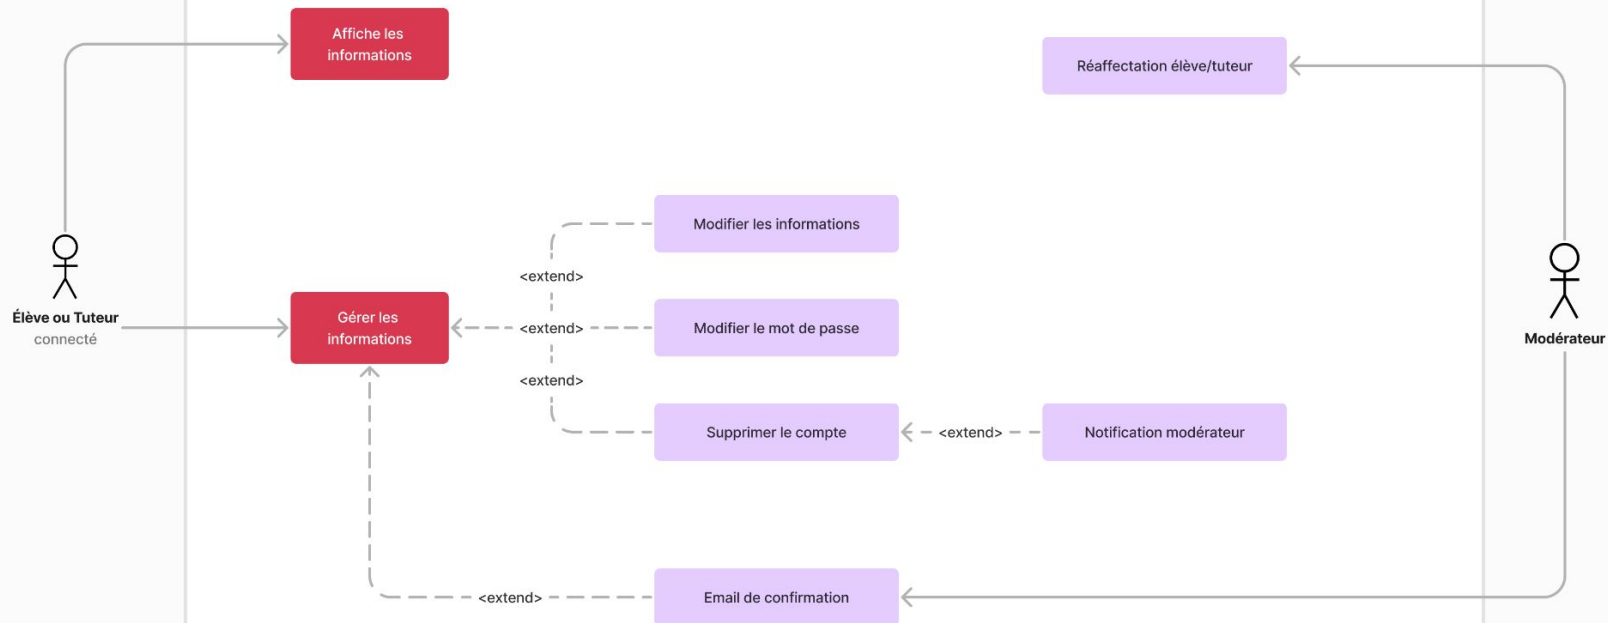 Affiche les
informations
Réaffectation élève/tuteur
Modifier les informations
<extend>
Élève ou Tuteur
connecté
Gérer les
informations
<extend>
Modifier le mot de passe
Modérateur
<extend>
Supprimer le compte
<extend>
Notification modérateur
<extend>
Email de confirmation